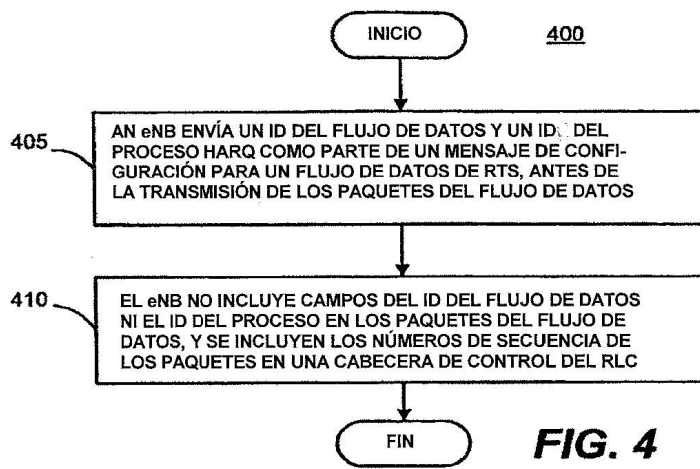 INICIO
400
405
AN eNB ENVÍA UN ID DEL FLUJO DE DATOS Y UN ID DEL
PROCESO HARQ COMO PARTE DE UN MENSAJE DE CONFI-
GURACIÓN PARA UN FLUJO DE DATOS DE RTS, ANTES DE
LA TRANSMISIÓN DE LOS PAQUETES DEL FLUJO DE DATOS
410
EL eNB NO INCLUYE CAMPOS DEL ID DEL FLUJO DE DATOS
NI EL ID DEL PROCESO EN LOS PAQUETES DEL FLUJO DE
DATOS, Y SE INCLUYEN LOS NÚMEROS DE SECUENCIA DE
LOS PAQUETES EN UNA CABECERA DE CONTROL DEL RLC
FIN
FIG. 4